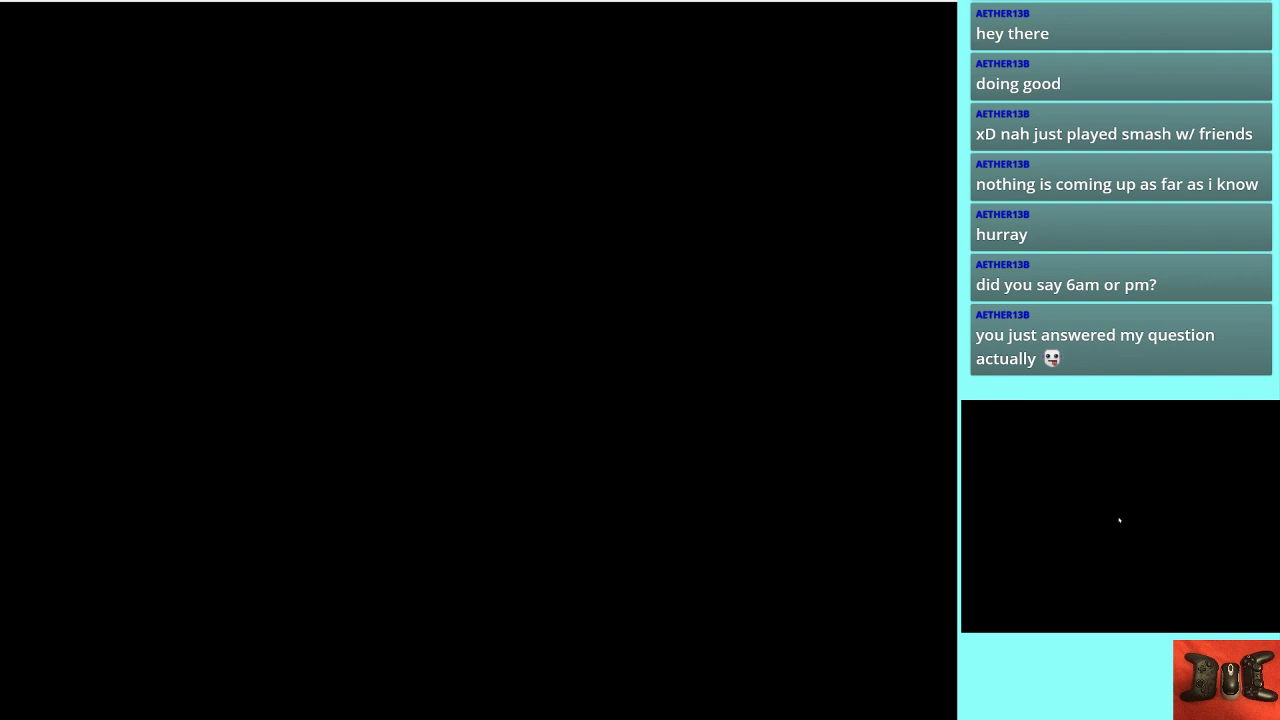 AETHER13B
hey there
AETHER13B
doing good
AETHER13B
xD nah just played smash w/ friends
AETHER13B
nothing is coming up as far as i know
AETHER13B
hurray
AETHER13B
did you say 6am or pm?
AETHER13B
you just answered my question
actually